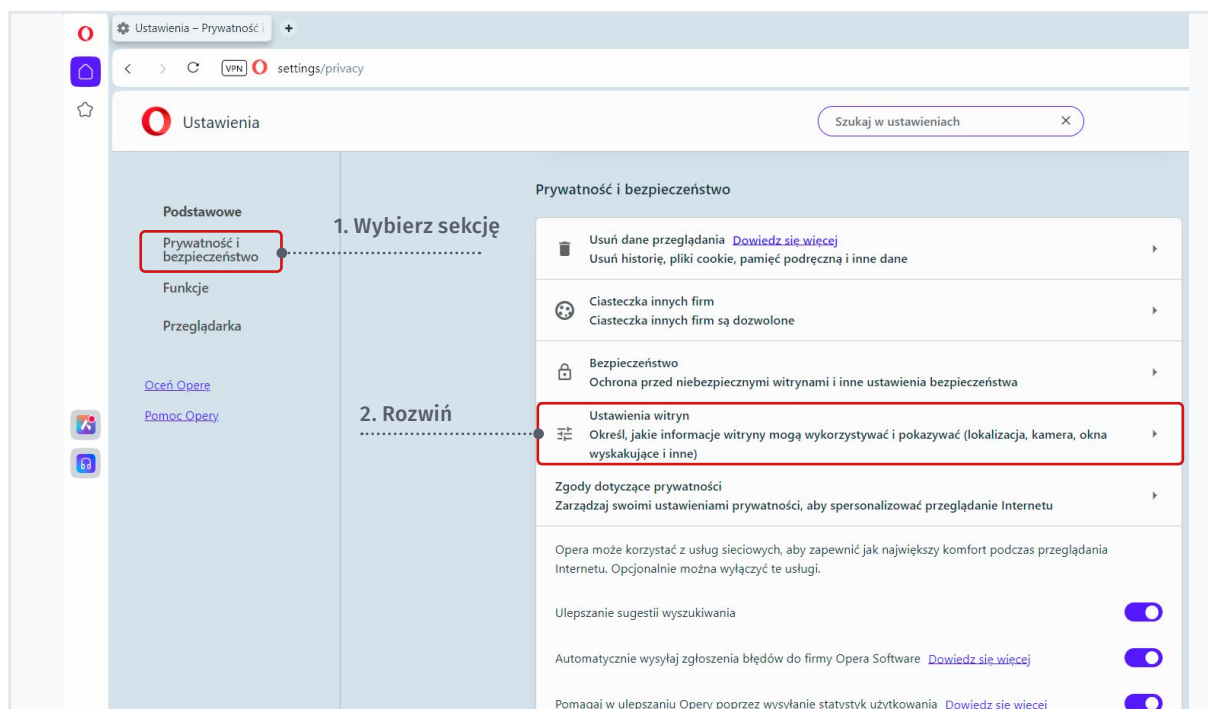 Ustawienia – Prywatność i
VPN settings/privacy
Ustawienia
Szukaj w ustawieniach
Podstawowe
Prywatność i
bezpieczeństwo
Funkcje
Przeglądarka
Oceń Operę
Pomoc Opery
1. Wybierz sekcję
2. Rozwiń
Prywatność i bezpieczeństwo
Usuń dane przeglądania Dowiedz się więcej
Usuń historię, pliki cookie, pamięć podręczną i inne dane
Ciasteczka innych firm
Ciasteczka innych firm są dozwolone
Bezpieczeństwo
Ochrona przed niebezpiecznymi witrynami i inne ustawienia bezpieczeństwa
Ustawienia witryn
Określ, jakie informacje witryny mogą wykorzystywać i pokazywać (lokalizacja, kamera, okna
wyskakujące i inne)
Zgody dotyczące prywatności
Zarządzaj swoimi ustawieniami prywatności, aby spersonalizować przeglądanie Internetu
Opera może korzystać z usług sieciowych, aby zapewnić jak największy komfort podczas przeglądania
Internetu. Opcjonalnie można wyłączyć te usługi.
Ulepszanie sugestii wyszukiwania
Automatycznie wysyłaj zgłoszenia błędów do firmy Opera Software Dowiedz się więcej
Pomagaj w ulepszaniu Opery poprzez wysyłanie statystyk użytkowania Dowiedz się więcej